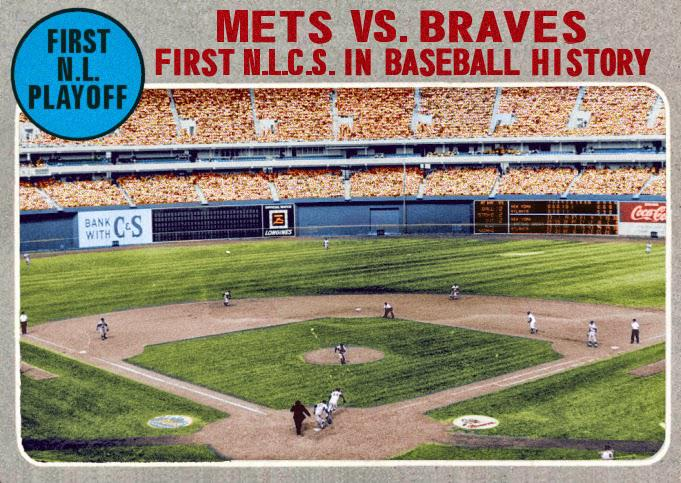 FIRST
N.L.
PLAYOFF
METS VS. BRAVES
FIRST N.L.C.S. IN BASEBALL HISTORY
BANK
WITH C&S
LONGINES
Coca-Cola